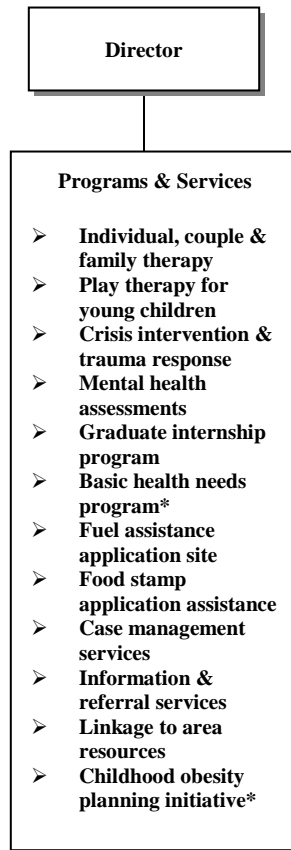 Director
Programs & Services
➢ Individual, couple &
family therapy
➢ Play therapy for
young children
➢ Crisis intervention &
trauma response
➢ Mental health
assessments
➢ Graduate internship
program
➢ Basic health needs
program*
➢ Fuel assistance
application site
➢ Food stamp
application assistance
➢ Case management
services
➢ Information &
referral services
➢ Linkage to area
resources
➢ Childhood obesity
planning initiative*